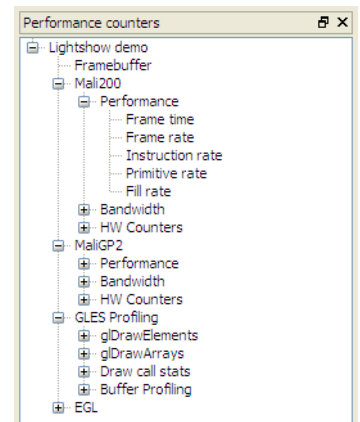 Performance counters
Lightshow demo
Framebuffer
Mali200
Performance
Frame time
Frame rate
Instruction rate
Primitive rate
Fill rate
Bandwidth
HW Counters
MaliGP2
Performance
Bandwidth
HW Counters
GLES Profiling
glDrawElements
glDrawArrays
Draw call stats
Buffer Profiling
EGL